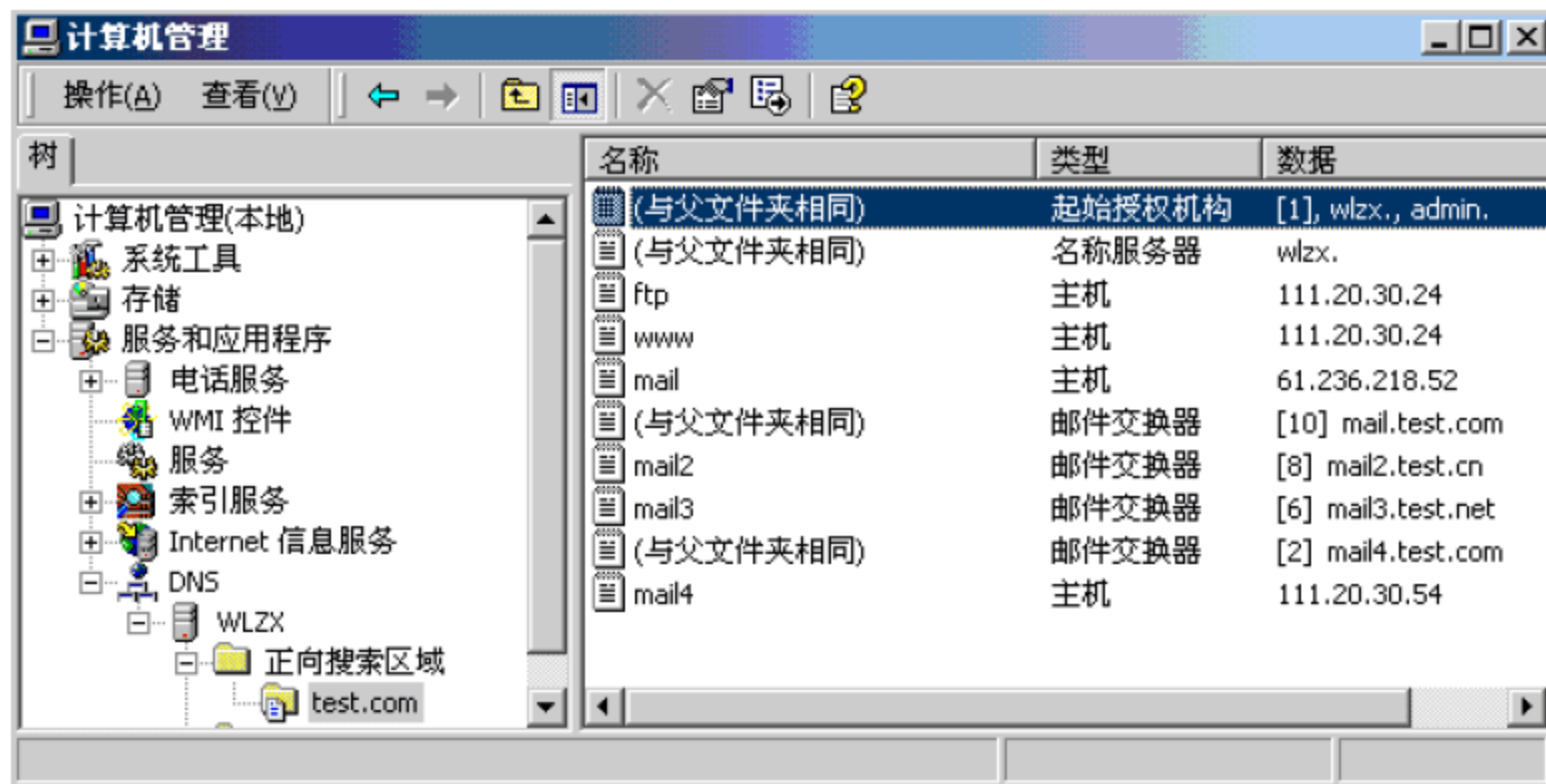 计算机管理
操作(A) 查看(V)
树
名称 类型 数据
计算机管理(本地)
系统工具
存储
服务和应用程序
电话服务
WMI 控件
服务
索引服务
Internet 信息服务
DNS
WLZX
正向搜索区域
test.com
(与父文件夹相同) 起始授权机构 [1], wlzx., admin.
(与父文件夹相同) 名称服务器 wlzx.
ftp 主机 111.20.30.24
www 主机 111.20.30.24
mail 主机 61.236.218.52
(与父文件夹相同) 邮件交换器 [10] mail.test.com
mail2 邮件交换器 [8] mail2.test.cn
mail3 邮件交换器 [6] mail3.test.net
(与父文件夹相同) 邮件交换器 [2] mail4.test.com
mail4 主机 111.20.30.54